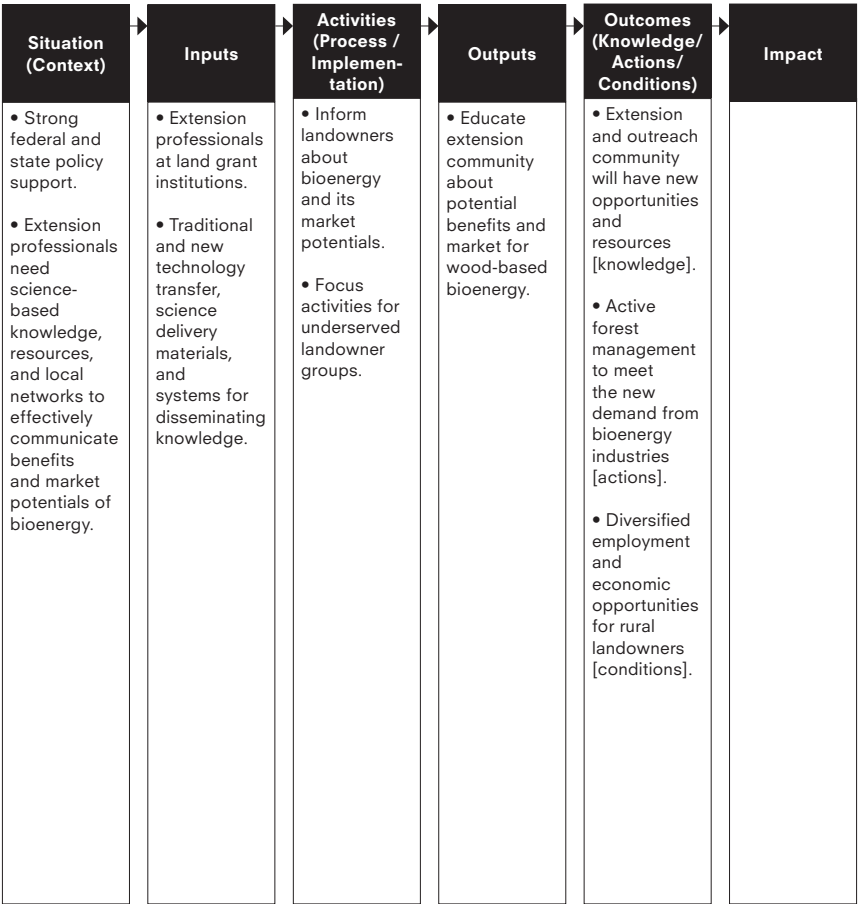 Situation
(Context)
• Strong
federal and
state policy
support.
• Extension
professionals
need
science-
based
knowledge,
resources,
and local
networks to
effectively
communicate
benefits
and market
potentials of
bioenergy.
Inputs
• Extension
professionals
at land grant
institutions.
• Traditional
and new
technology
transfer,
science
delivery
materials,
and
systems for
disseminating
knowledge.
Activities
(Process /
Implemen-
tation)
• Inform
landowners
about
bioenergy
and its
market
potentials.
• Focus
activities for
underserved
landowner
groups.
Outputs
• Educate
extension
community
about
potential
benefits and
market for
wood-based
bioenergy.
Outcomes
(Knowledge/
Actions/
Conditions)
• Extension
and outreach
community
will have new
opportunities
and
resources
[knowledge].
• Active
forest
management
to meet
the new
demand from
bioenergy
industries
[actions].
• Diversified
employment
and
economic
opportunities
for rural
landowners
[conditions].
Impact